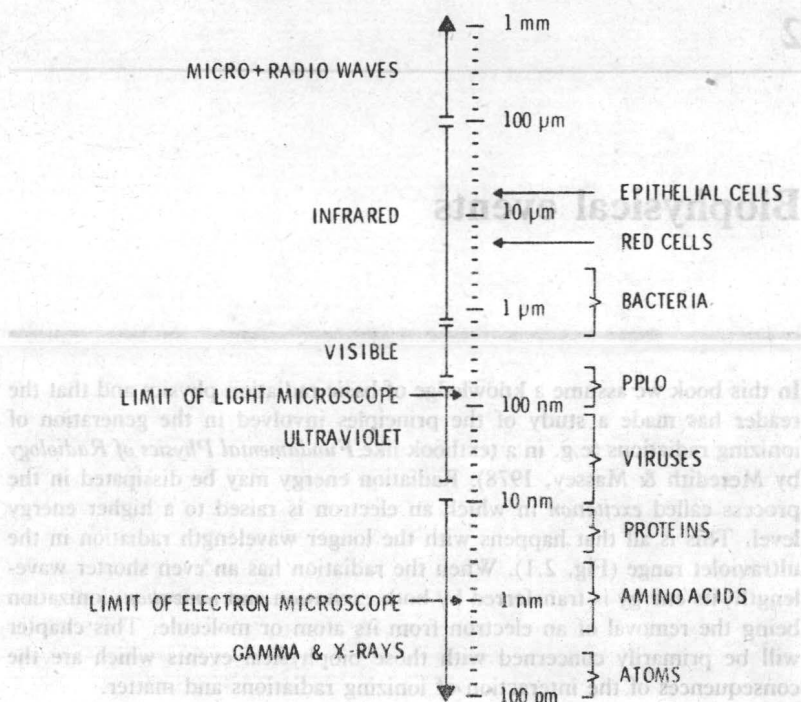 2
1 mm
MICRO+RADIO WAVES
100 µm
EPITHELIAL CELLS
INFRARED
10 µm
RED CELLS
BACTERIA
1 µm
VISIBLE
PPLO
LIMIT OF LIGHT MICROSCOPE
100 nm
ULTRAVIOLET
VIRUSES
10 nm
PROTEINS
LIMIT OF ELECTRON MICROSCOPE
1 nm
AMINO ACIDS
GAMMA & X-RAYS
ATOMS
100 pm
Biophysical events
In this book we assume a knowledge of and that the
reader has made a study of the principles involved in the generation of
ionizing radiations (e.g. in a textbook like Fundamental Physics of Radiology
by Meredith & Massey, 1978). Radiation energy may be dissipated in the
process called excitation in which an electron is raised to a higher energy
level. This is all that happens with the longer wavelength radiation in the
ultraviolet range (Fig. 2.1). When the radiation has an even shorter wave-
ionization
being the removal of an electron from its atom or molecule. This chapter
will be primarily concerned with those biophysical events which are the
consequences of the interaction of ionizing radiations and matter.